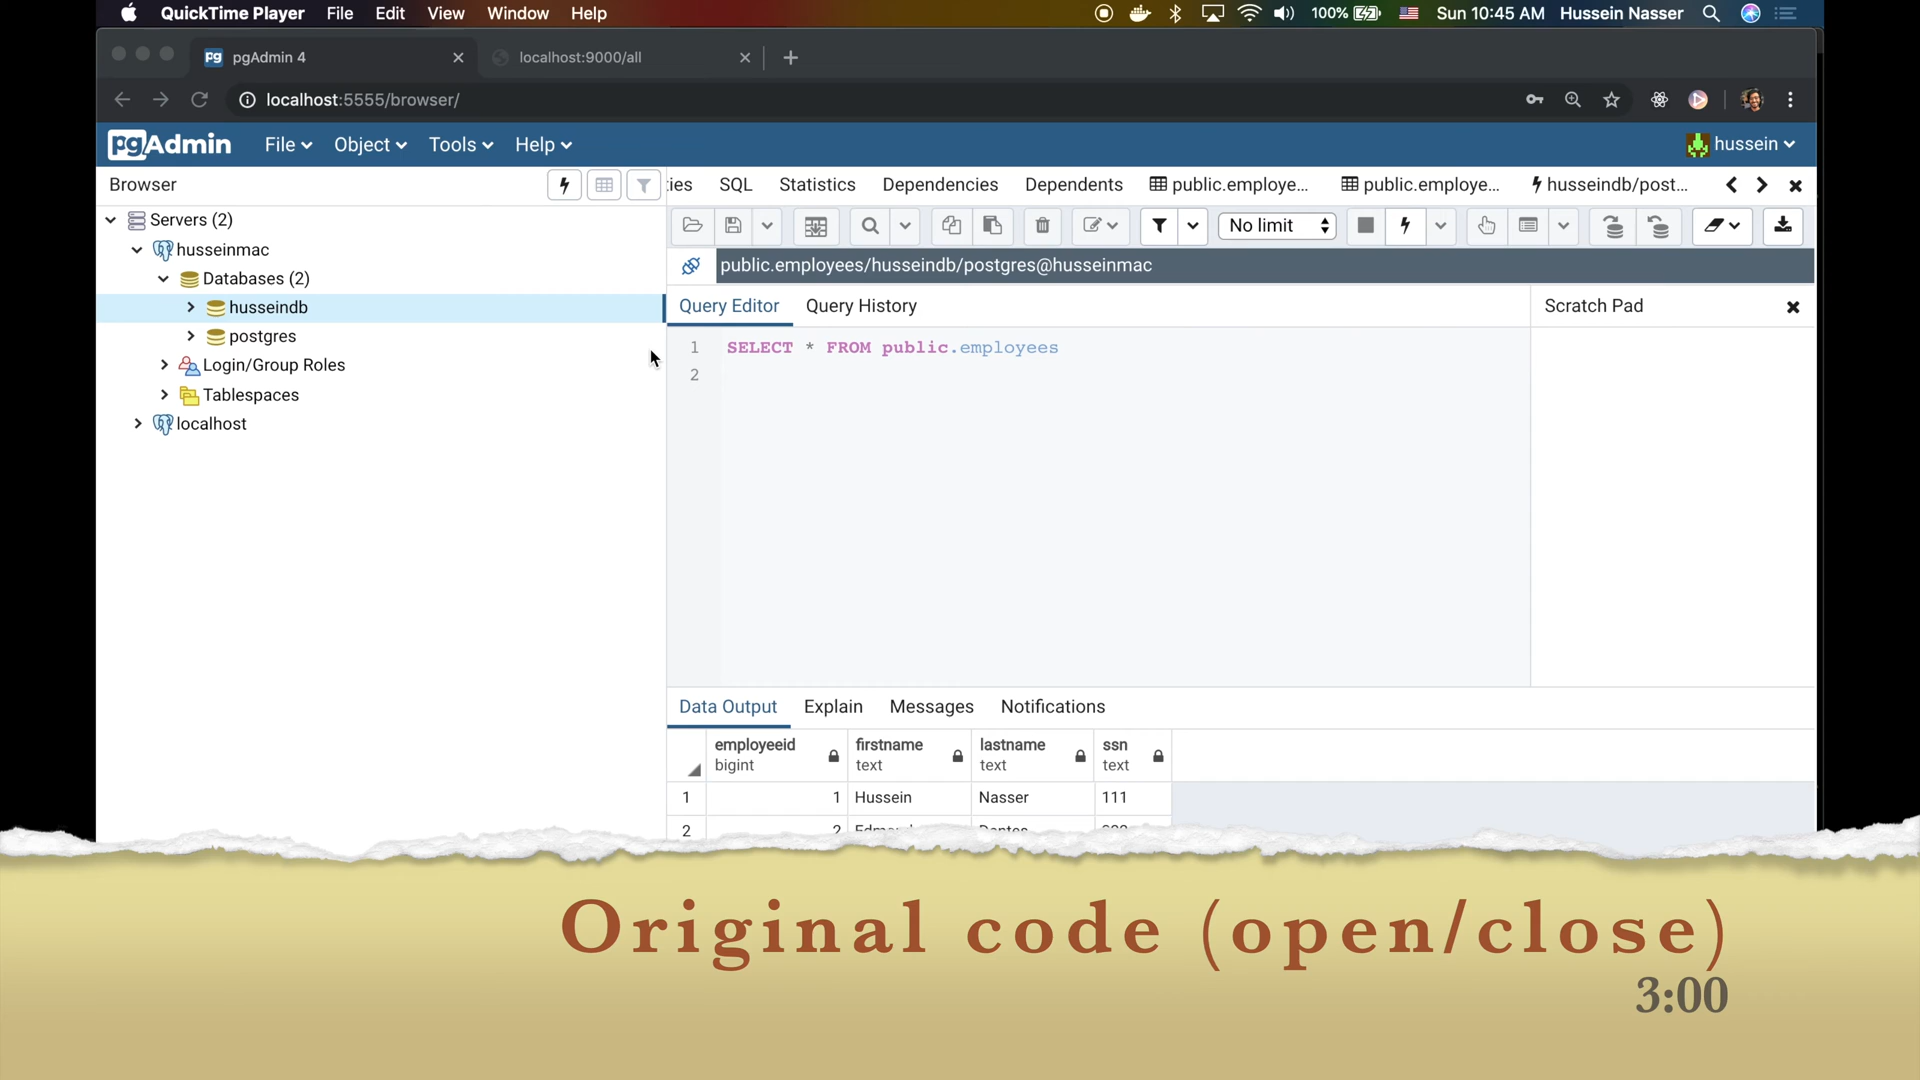 QuickTime Player File Edit View Window Help 100% Sun 10:45 AM Hussein Nasser
pgAdmin 4 localhost:9000/all
localhost:5555/browser/
pgAdmin File Object Tools Help hussein
Browser
ies SQL Statistics Dependencies Dependents public.employe... public.employe... husseindb/post...
No limit
public.employees/husseindb/postgres@husseinmac
Servers (2)
husseinmac
Databases (2)
husseindb
postgres
Login/Group Roles
Tablespaces
localhost
Query Editor Query History Scratch Pad
1 SELECT * FROM public.employees
2
Data Output Explain Messages Notifications
employeeid firstname lastname ssn
bigint text text text
1 1 Hussein Nasser 111
2 2
Original code (open/close)
3:00